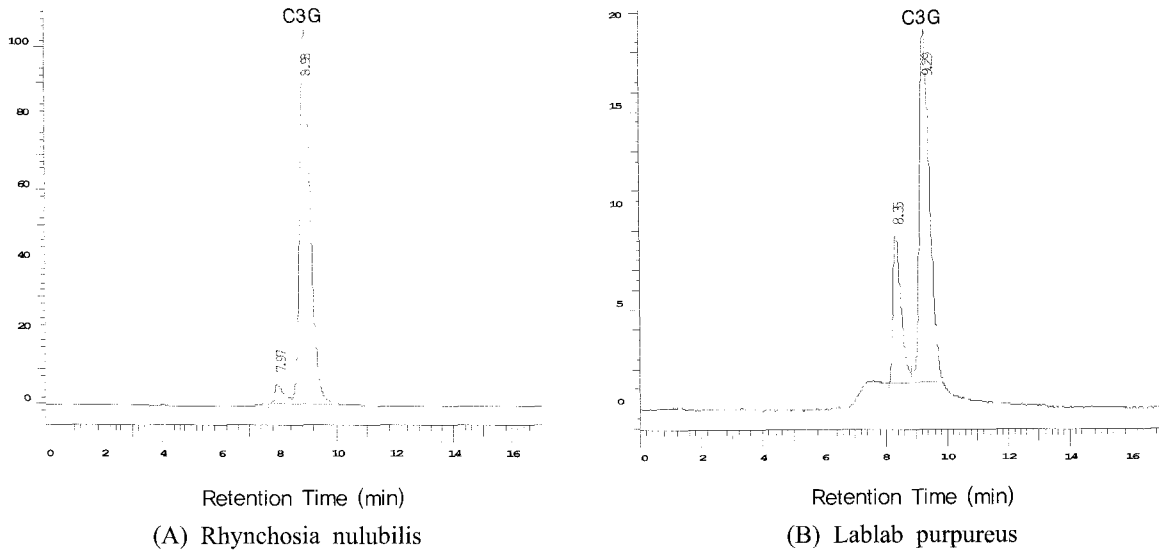 C3G
8.98
7.97
100
80
60
40
20
0
0 2 4 6 8 10 12 14 16
Retention Time (min)
(A) Rhynchosia nulubilis
C3G
9.29
8.35
20
15
10
5
0
0 2 4 6 8 10 12 14 16
Retention Time (min)
(B) Lablab purpureus